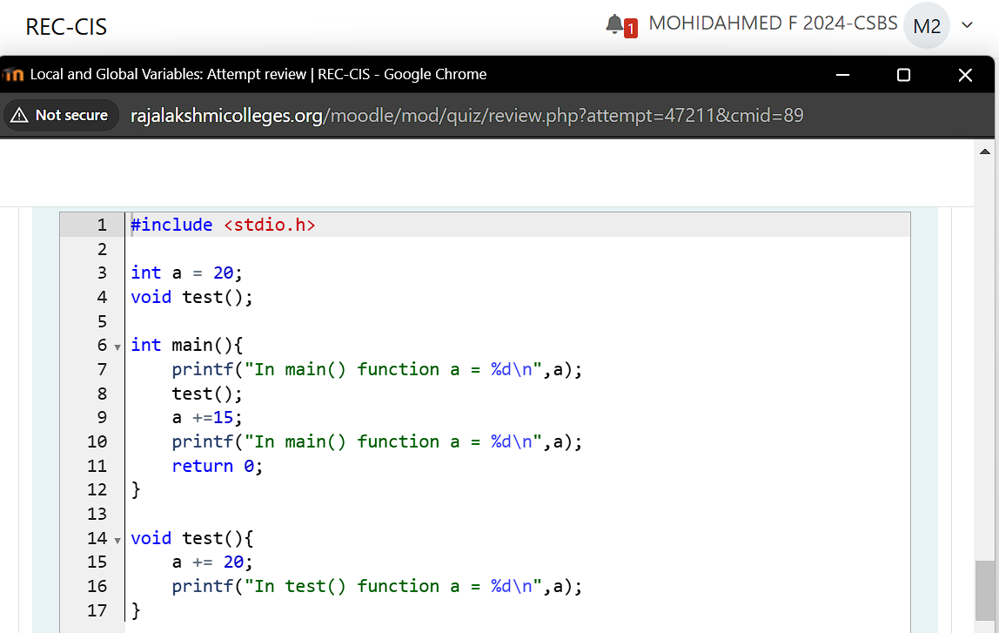 REC-CIS
1 MOHIDAHMED F 2024-CSBS M2
Local and Global Variables: Attempt review | REC-CIS - Google Chrome
Not secure rajalakshmicolleges.org/moodle/mod/quiz/review.php?attempt=47211&cmid=89
1 #include <stdio.h>
2
3 int a = 20;
4 void test();
5
6 int main(){
7     printf("In main() function a = %d\n",a);
8     test();
9     a +=15;
10     printf("In main() function a = %d\n",a);
11     return 0;
12 }
13
14 void test(){
15     a += 20;
16     printf("In test() function a = %d\n",a);
17 }